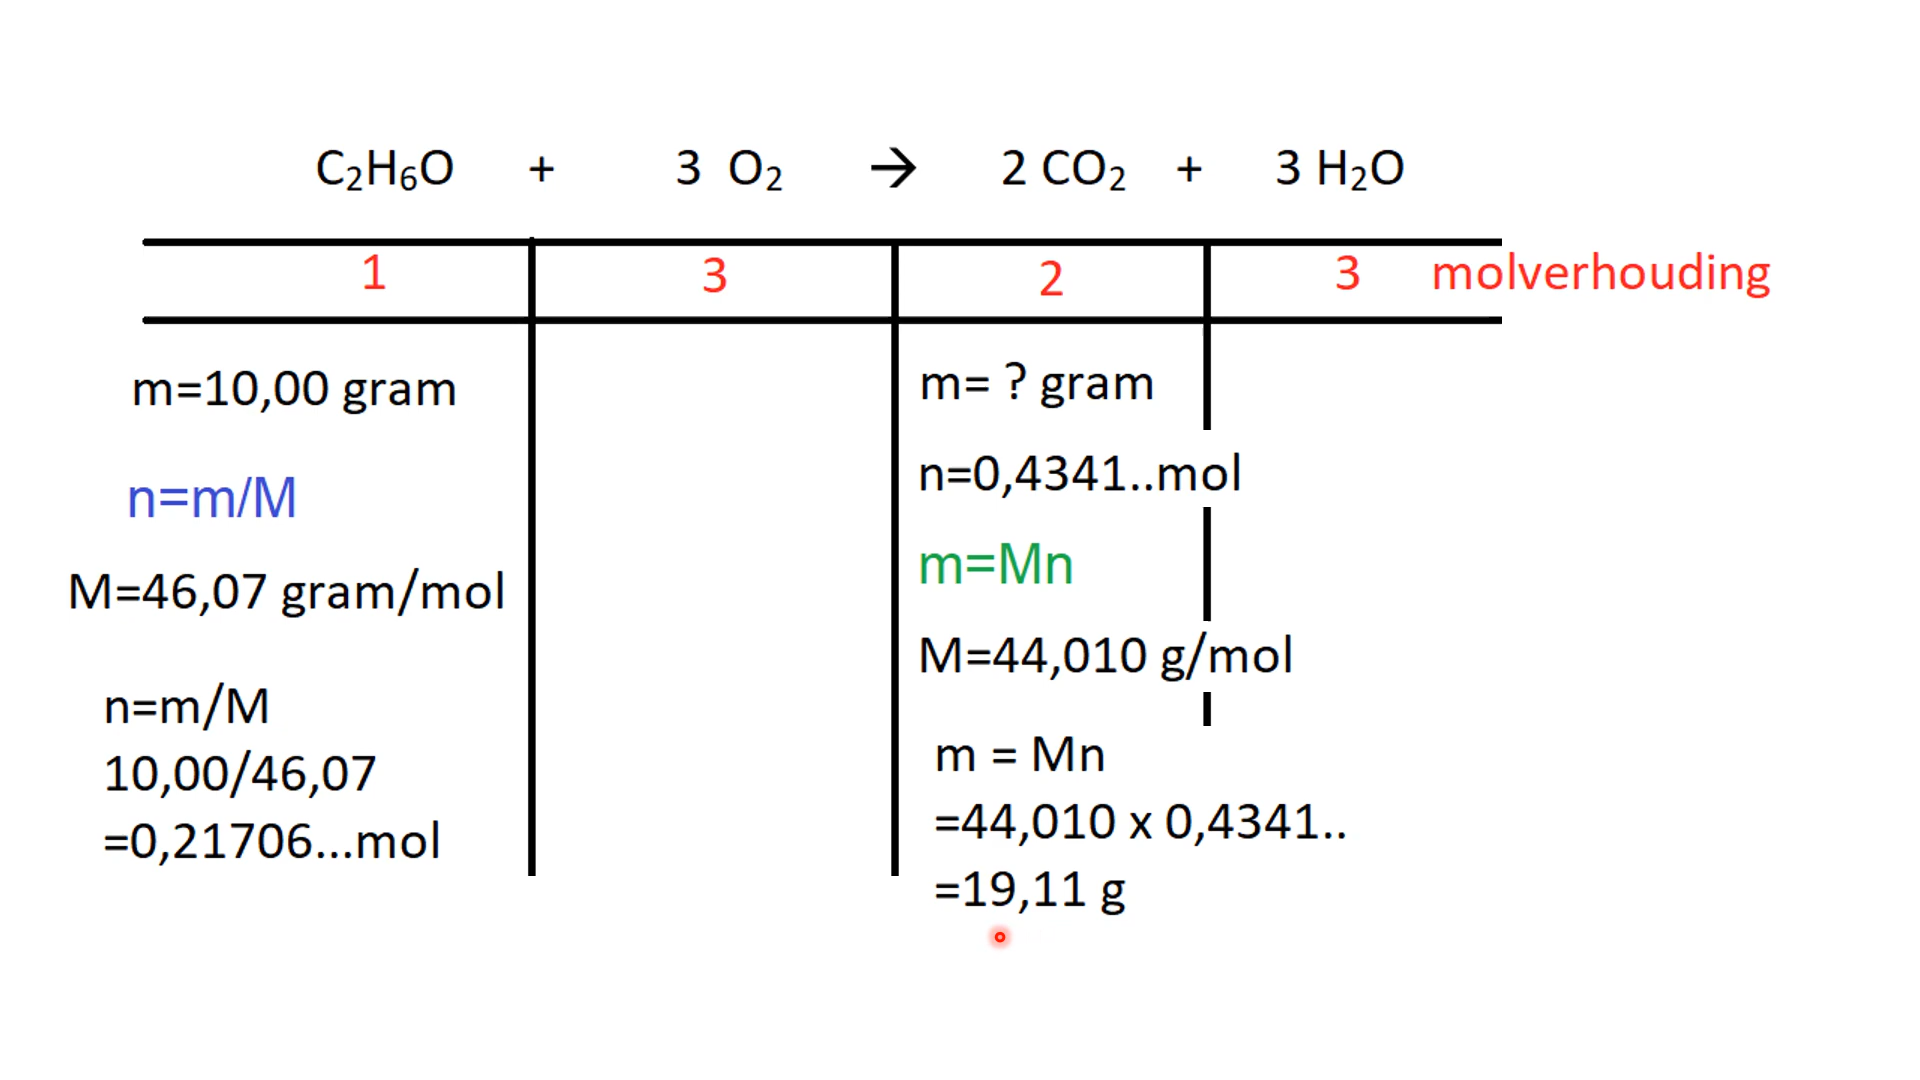 C₂H₆O + 3 O₂ → 2 CO₂ + 3 H₂O
1 3 2 3 molverhouding
m=10,00 gram
n=m/M
M=46,07 gram/mol
n=m/M
10,00/46,07
=0,21706...mol
m= ? gram
n=0,4341..mol
m=Mn
M=44,010 g/mol
m = Mn
=44,010 x 0,4341..
=19,11 g